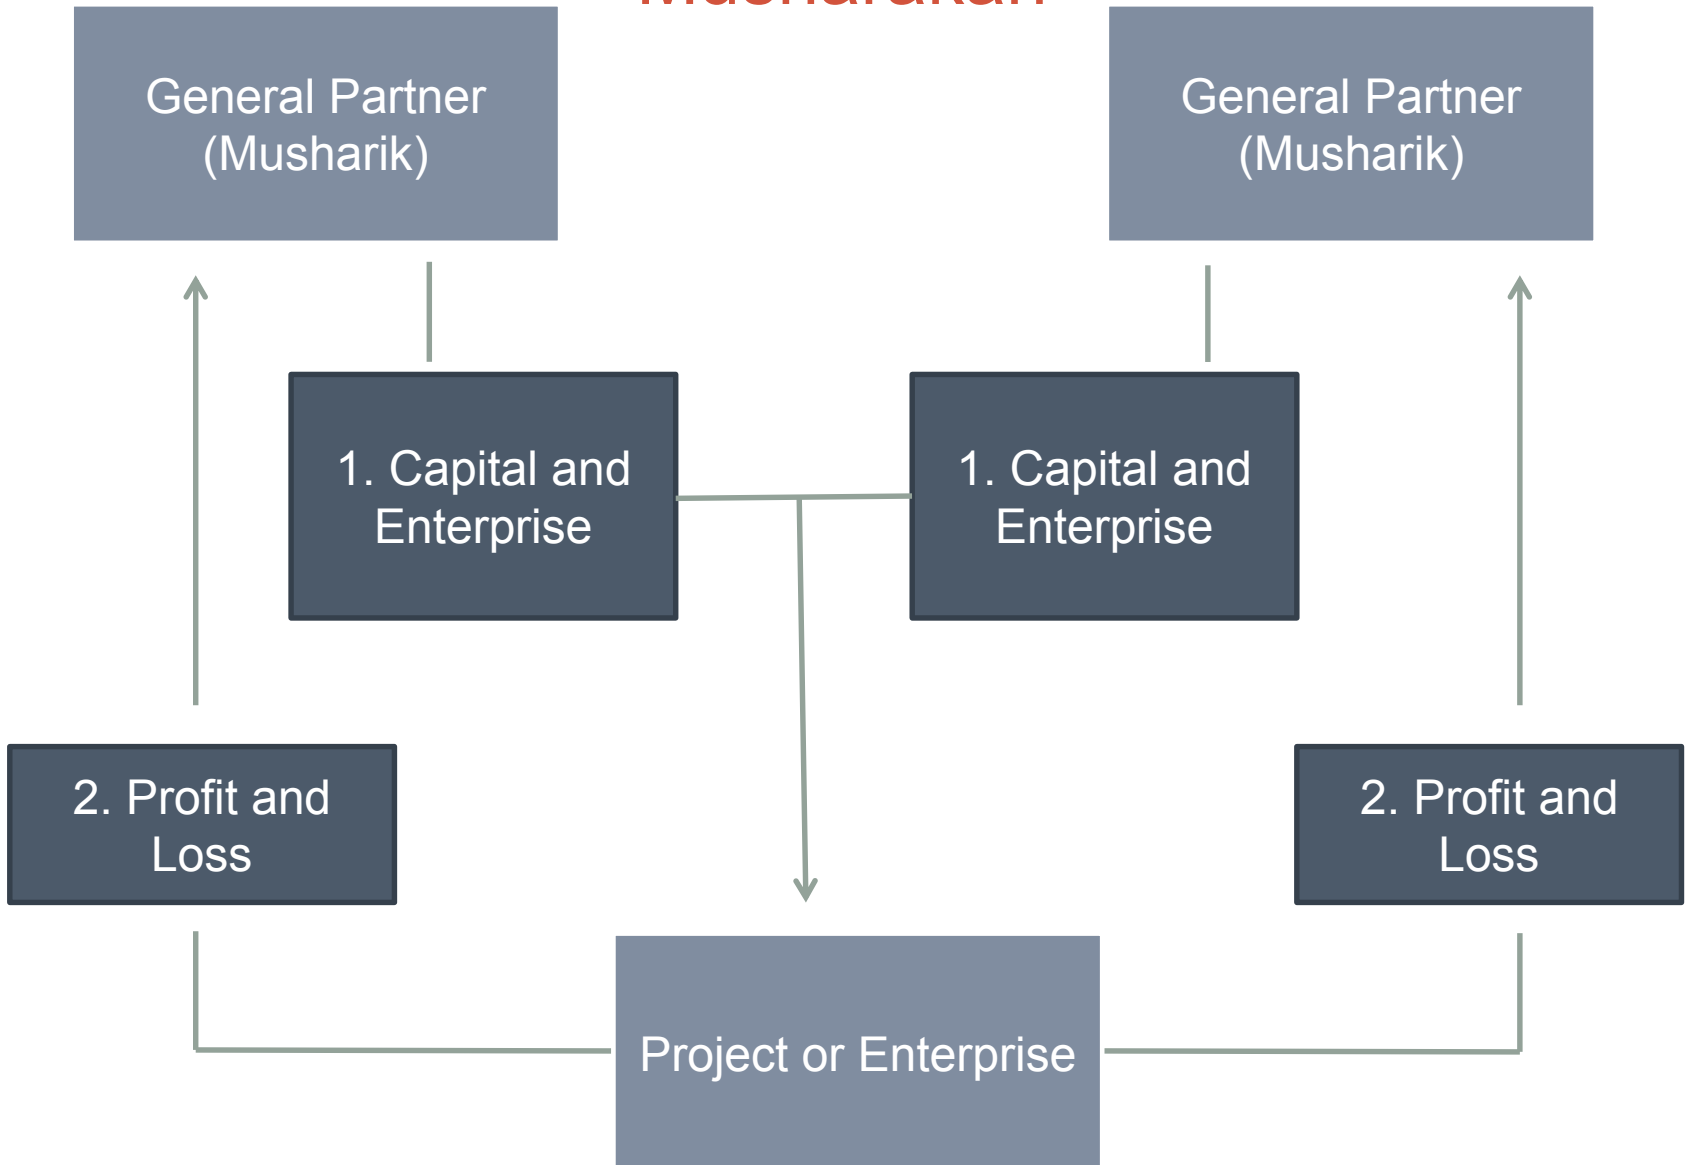 Musharakah
General Partner
(Musharik)
General Partner
(Musharik)
1. Capital and
Enterprise
1. Capital and
Enterprise
2. Profit and
Loss
2. Profit and
Loss
Project or Enterprise